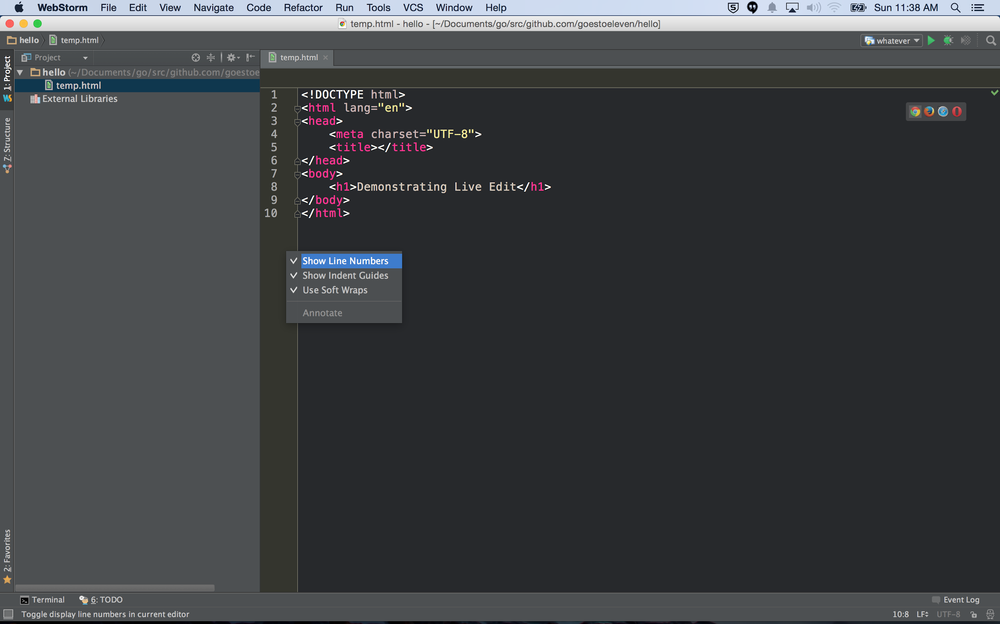 WebStorm File Edit View Navigate Code Refactor Run Tools VCS Window Help Sun 11:38 AM
temp.html - hello - [~/Documents/go/src/github.com/goestoeleven/hello]
hello temp.html whatever
Project temp.html
hello (~/Documents/go/src/github.com/goestoe
temp.html
External Libraries
1: Project
WS
7: Structure
2: Favorites
1 <!DOCTYPE html>
2 <html lang="en">
3 <head>
4 <meta charset="UTF-8">
5 <title></title>
6 </head>
7 <body>
8 <h1>Demonstrating Live Edit</h1>
9 </body>
10 </html>
Show Line Numbers
Show Indent Guides
Use Soft Wraps
Annotate
Terminal 6: TODO Event Log
Toggle display line numbers in current editor 10:8 LF UTF-8